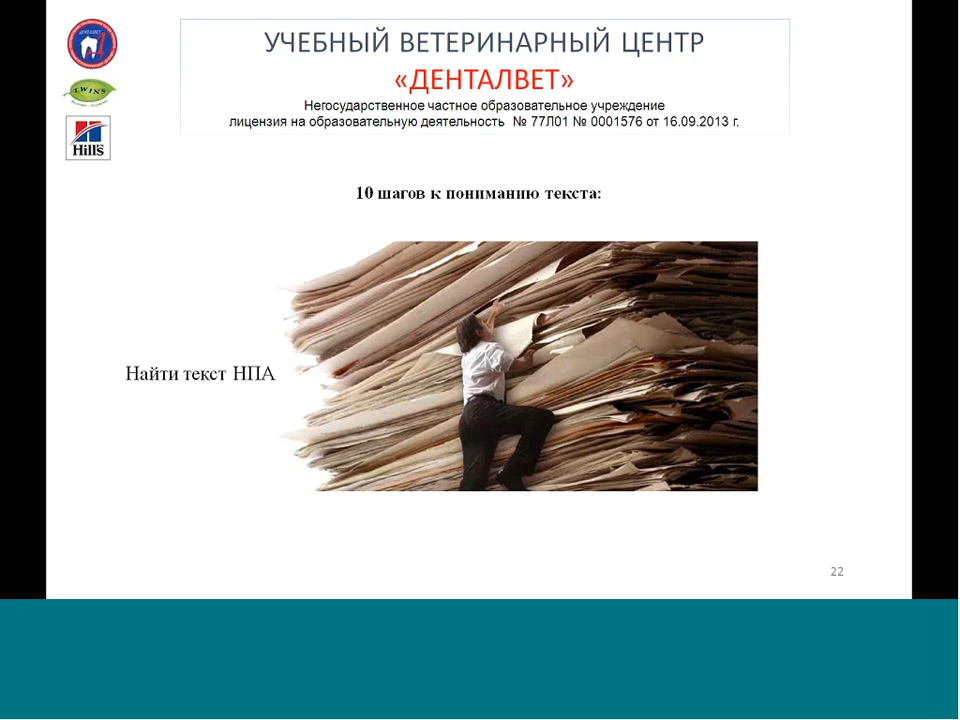 ДЕНТАЛВЕТ
TWINS
Hill's
УЧЕБНЫЙ ВЕТЕРИНАРНЫЙ ЦЕНТР
«ДЕНТАЛВЕТ»
Негосударственное частное образовательное учреждение
лицензия на образовательную деятельность № 77Л01 № 0001576 от 16.09.2013 г.
10 шагов к пониманию текста:
Найти текст НПА
22